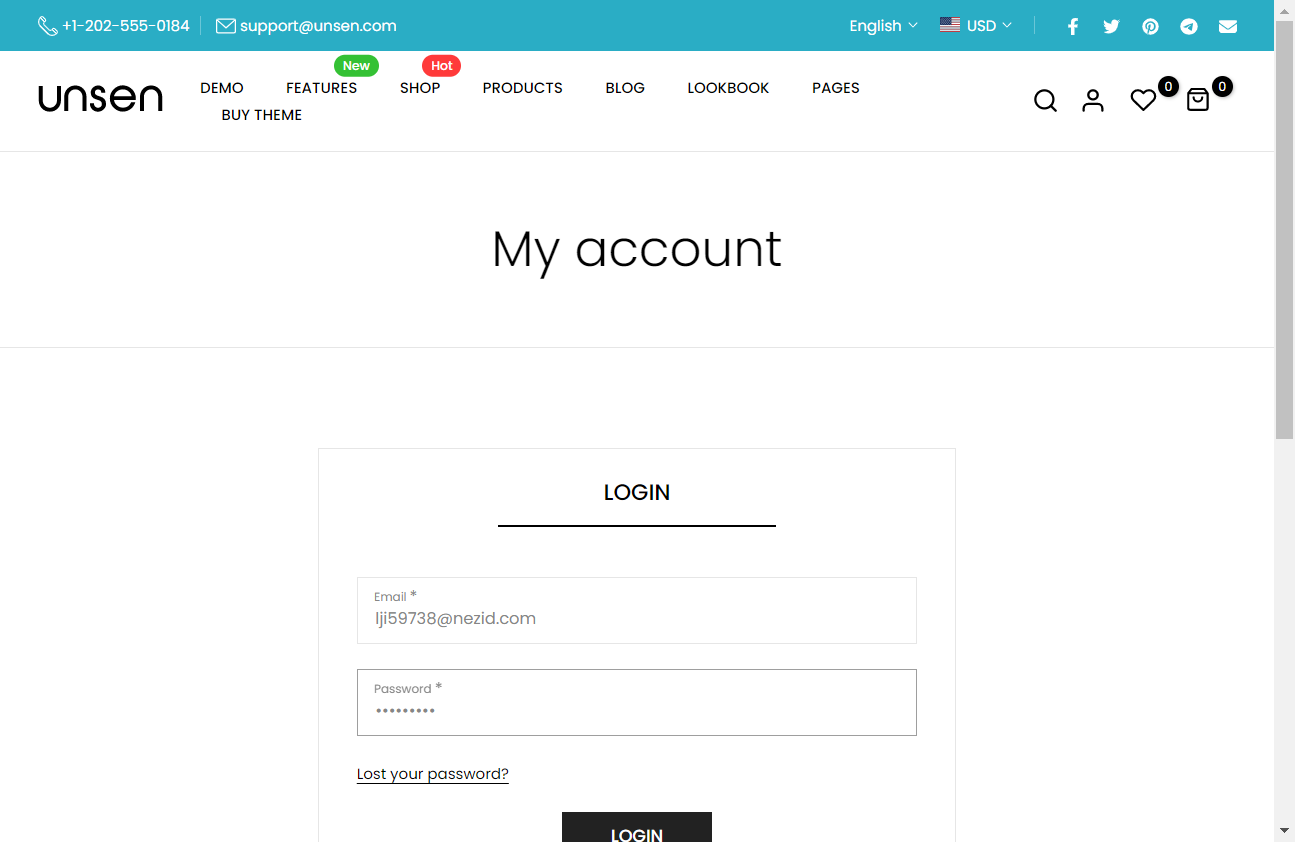 +1-202-555-0184 support@unsen.com English USD
unsen
New Hot
DEMO FEATURES SHOP PRODUCTS BLOG LOOKBOOK PAGES
BUY THEME
0 0
My account
LOGIN
Email *
lji59738@nezid.com
Password *
•••••••••
Lost your password?
LOGIN